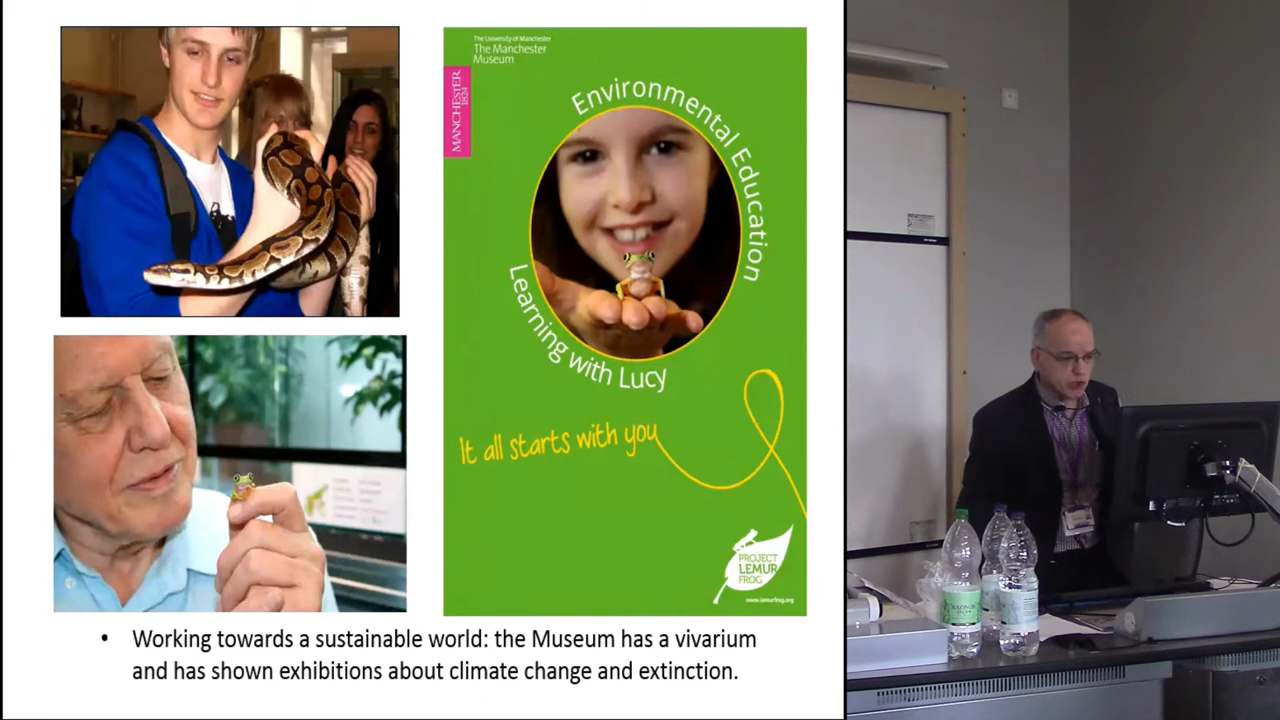 The University of Manchester
The Manchester
Museum
MANCHESTER
1824
Environmental Education
Learning with Lucy
It all starts with you
PROJECT
LEMUR
FROG
www.lemurfrog.org
• Working towards a sustainable world: the Museum has a vivarium
and has shown exhibitions about climate change and extinction.